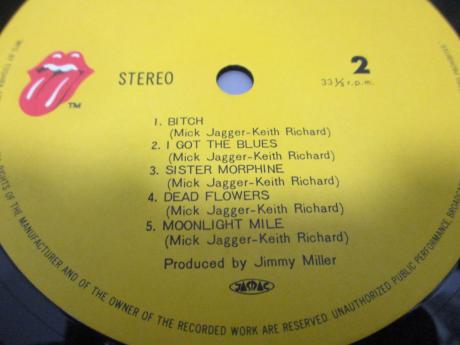 TM
STEREO
2
33⅓ r.p.m.
1. BITCH
(Mick Jagger-Keith Richard)
2. I GOT THE BLUES
(Mick Jagger-Keith Richard)
3. SISTER MORPHINE
(Mick Jagger-Keith Richard)
4. DEAD FLOWERS
(Mick Jagger-Keith Richard)
5. MOONLIGHT MILE
(Mick Jagger-Keith Richard)
Produced by Jimmy Miller
RIGHTS OF THE MANUFACTURER AND OF THE OWNER OF THE RECORDED WORK ARE RESERVED. UNAUTHORIZED PUBLIC PERFORMANCE,